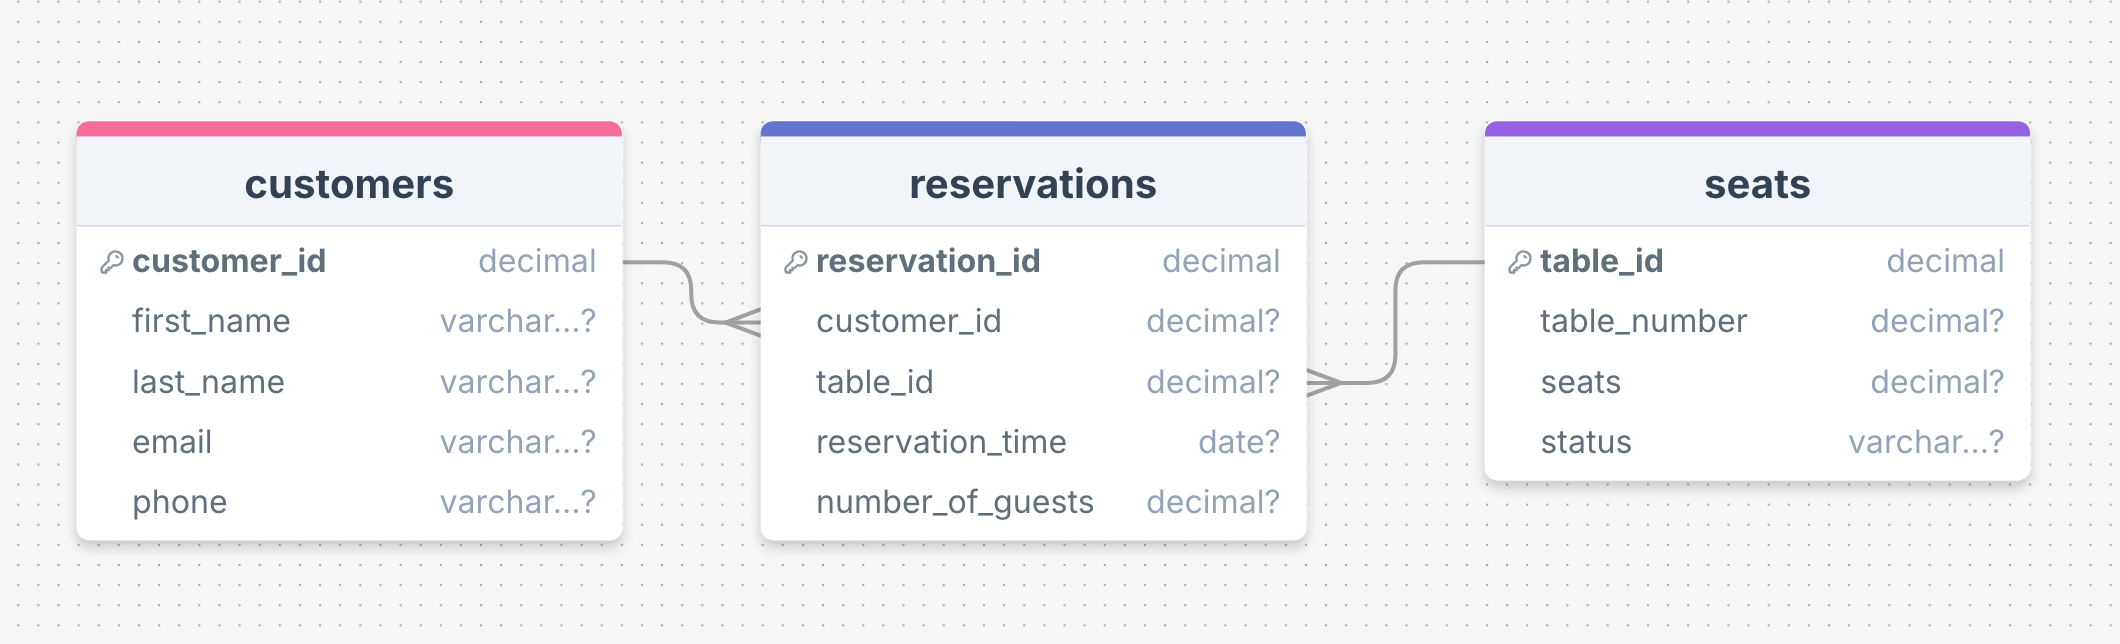 customers
customer_id decimal
first_name varchar...?
last_name varchar...?
email varchar...?
phone varchar...?
reservations
reservation_id decimal
customer_id decimal?
table_id decimal?
reservation_time date?
number_of_guests decimal?
seats
table_id decimal
table_number decimal?
seats decimal?
status varchar...?